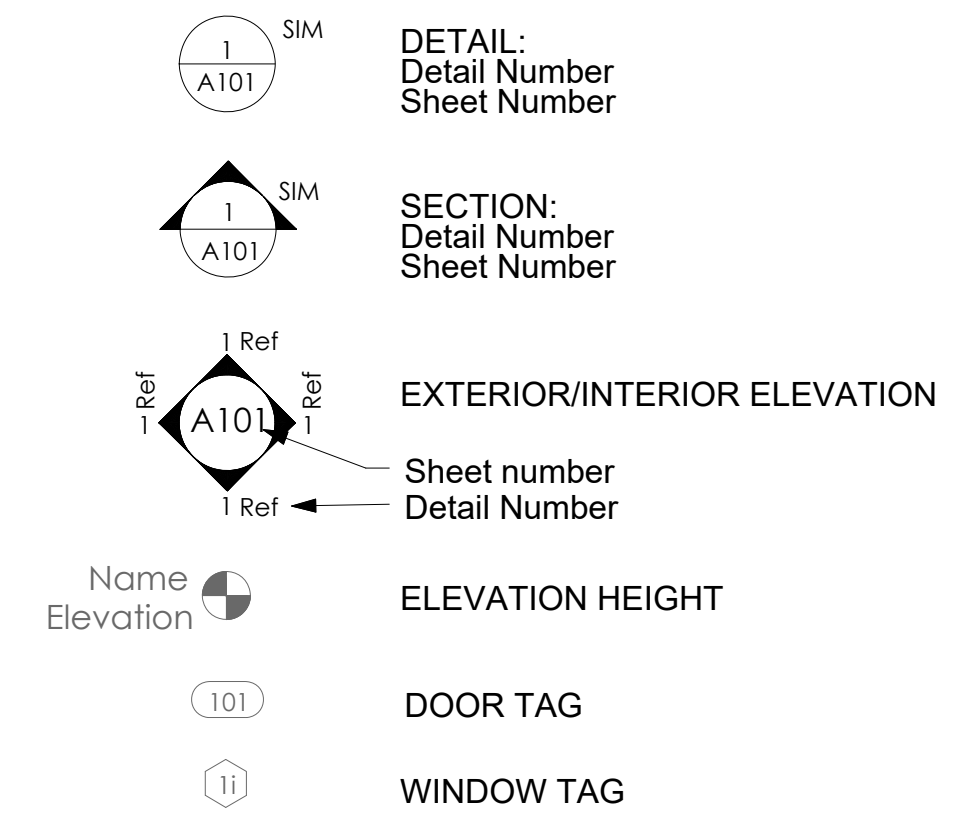 1
A101
SIM
DETAIL:
Detail Number
Sheet Number
1
A101
SIM
SECTION:
Detail Number
Sheet Number
1 Ref
1 Ref
A101
1 Ref
1 Ref
EXTERIOR/INTERIOR ELEVATION
Sheet number
Detail Number
Name
Elevation
ELEVATION HEIGHT
101
DOOR TAG
1i
WINDOW TAG